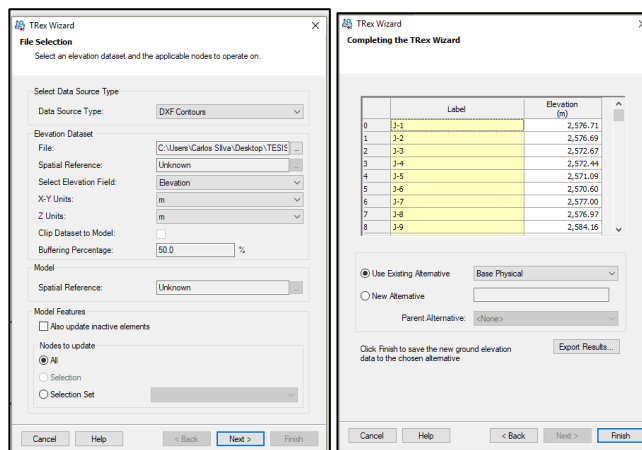 TRex Wizard
File Selection
Select an elevation dataset and the applicable nodes to operate on.
Select Data Source Type
Data Source Type: DXF Contours
Elevation Dataset
File: C:\Users\Carlos SIlva\Desktop\TESIS ...
Spatial Reference: Unknown ...
Select Elevation Field: Elevation
X-Y Units: m
Z Units: m
Clip Dataset to Model:
Buffering Percentage: 50.0 %
Model
Spatial Reference: Unknown ...
Model Features
Also update inactive elements
Nodes to update
All
Selection
Selection Set
Cancel Help < Back Next > Finish
TRex Wizard
Completing the TRex Wizard
Label Elevation (m)
0 J-1 2,576.71
1 J-2 2,576.69
2 J-3 2,572.67
3 J-4 2,572.44
4 J-5 2,571.09
5 J-6 2,570.60
6 J-7 2,577.00
7 J-8 2,576.97
8 J-9 2,584.16
Use Existing Alternative Base Physical
New Alternative
Parent Alternative: <None>
Click Finish to save the new ground elevation
data to the chosen alternative
Export Results...
Cancel Help < Back Next > Finish